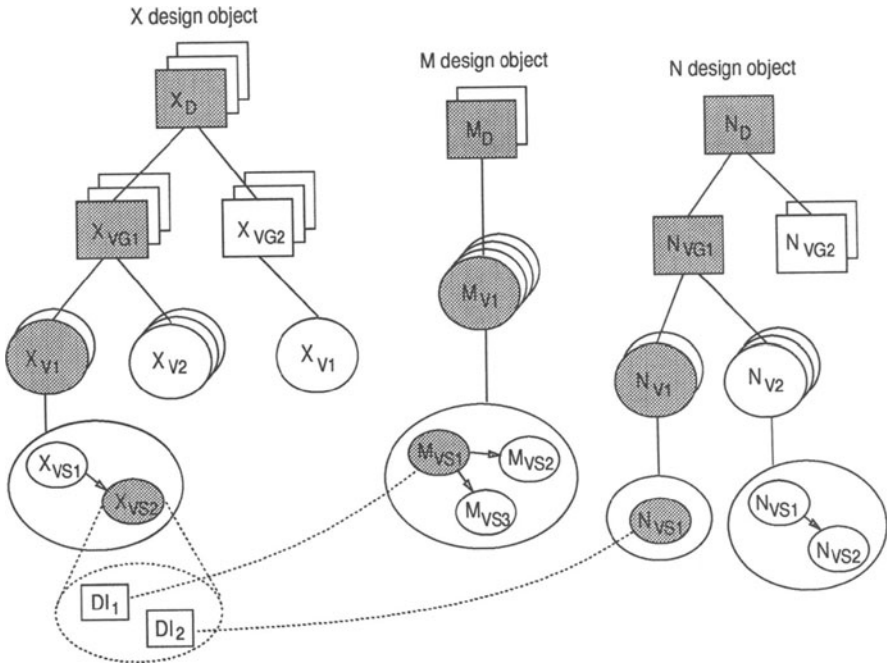 X design object
M design object
N design object
X_D
M_D
N_D
X_VG1
X_VG2
N_VG1
N_VG2
M_V1
X_V1
X_V2
X_V1
N_V1
N_V2
X_VS1
X_VS2
M_VS1
M_VS2
M_VS3
N_VS1
N_VS1
N_VS2
DI_1
DI_2